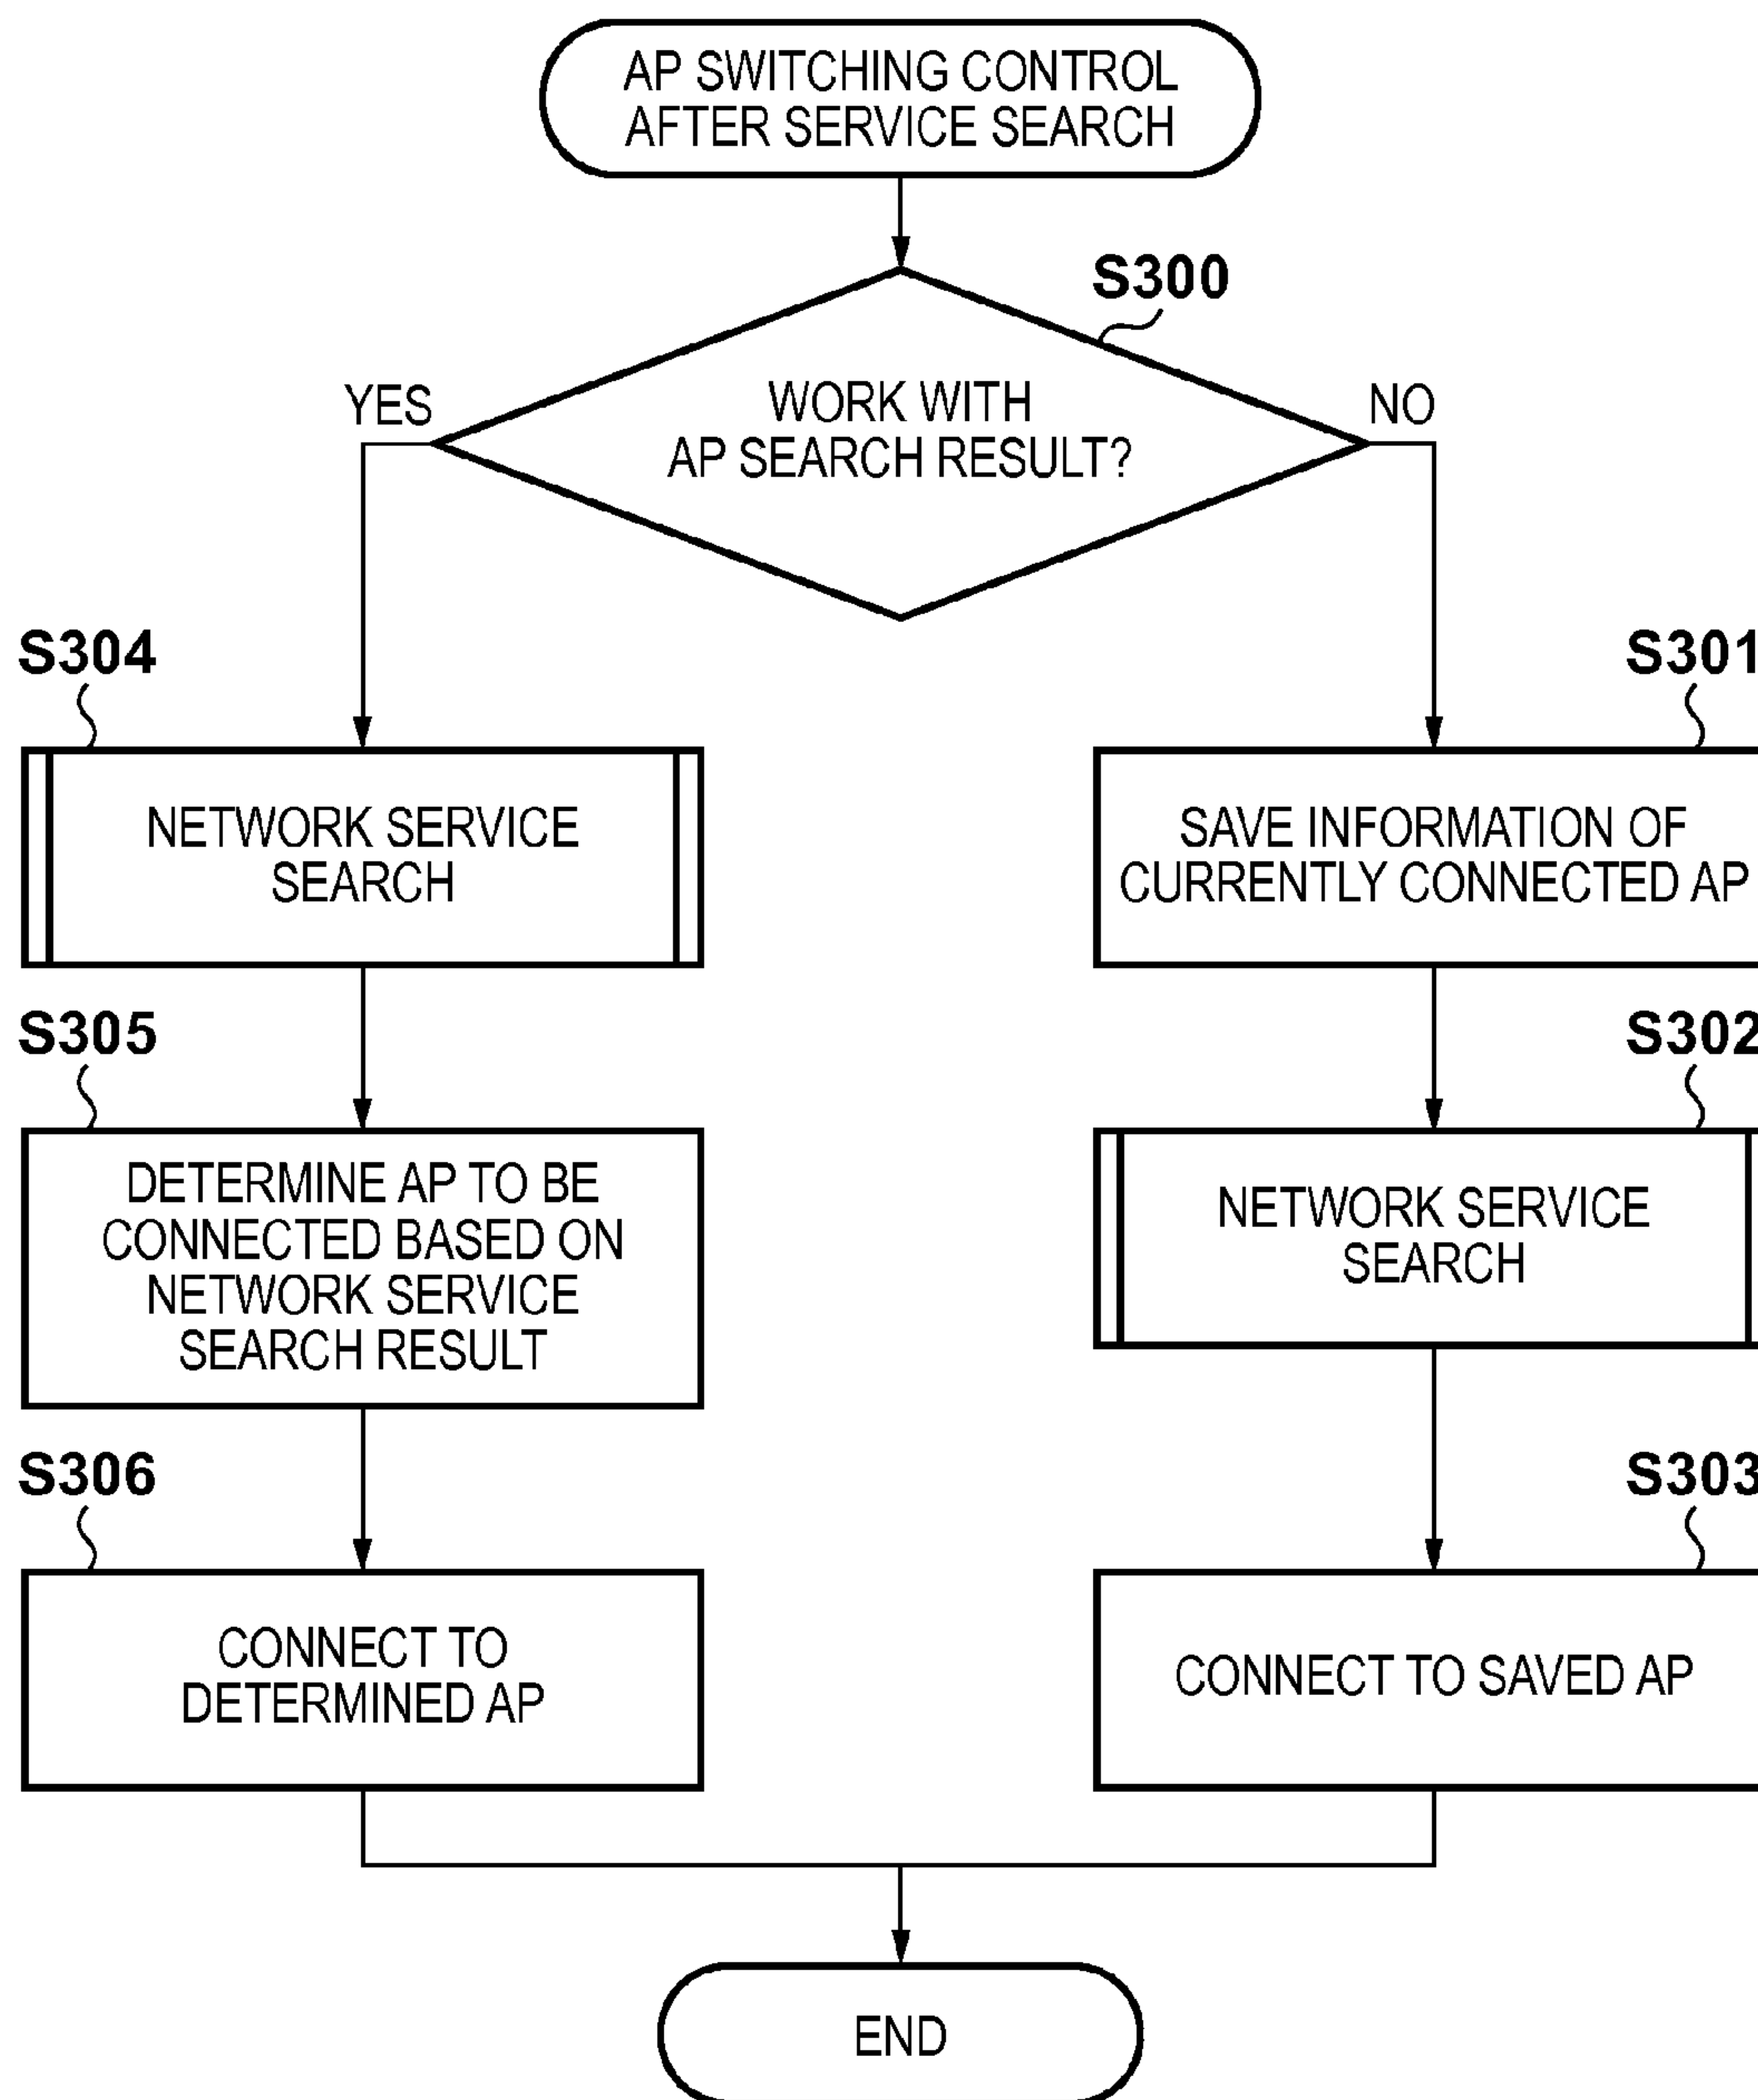 AP SWITCHING CONTROL
AFTER SERVICE SEARCH
S300
WORK WITH
AP SEARCH RESULT?
YES
NO
S304
NETWORK SERVICE
SEARCH
S301
SAVE INFORMATION OF
CURRENTLY CONNECTED AP
S305
DETERMINE AP TO BE
CONNECTED BASED ON
NETWORK SERVICE
SEARCH RESULT
S302
NETWORK SERVICE
SEARCH
S306
CONNECT TO
DETERMINED AP
S303
CONNECT TO SAVED AP
END